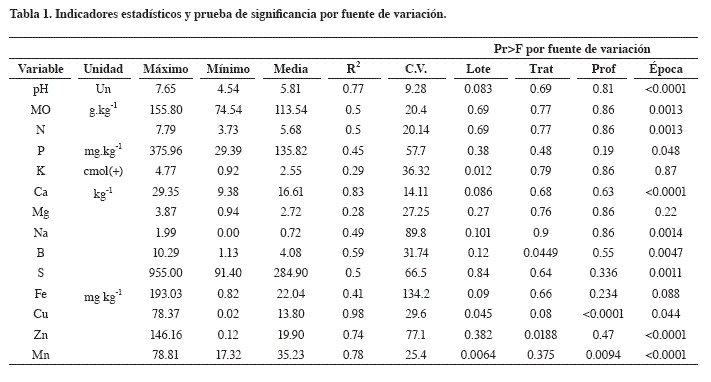 Tabla 1. Indicadores estadísticos y prueba de significancia por fuente de variación.
Pr>F por fuente de variación
Variable Unidad Máximo Mínimo Media R² C.V. Lote Trat Prof Época
pH Un 7.65 4.54 5.81 0.77 9.28 0.083 0.69 0.81 <0.0001
MO g.kg⁻¹ 155.80 74.54 113.54 0.5 20.4 0.69 0.77 0.86 0.0013
N 7.79 3.73 5.68 0.5 20.14 0.69 0.77 0.86 0.0013
P mg.kg⁻¹ 375.96 29.39 135.82 0.45 57.7 0.38 0.48 0.19 0.048
K cmol(+) 4.77 0.92 2.55 0.29 36.32 0.012 0.79 0.86 0.87
Ca kg⁻¹ 29.35 9.38 16.61 0.83 14.11 0.086 0.68 0.63 <0.0001
Mg 3.87 0.94 2.72 0.28 27.25 0.27 0.76 0.86 0.22
Na 1.99 0.00 0.72 0.49 89.8 0.101 0.9 0.86 0.0014
B 10.29 1.13 4.08 0.59 31.74 0.12 0.0449 0.55 0.0047
S 955.00 91.40 284.90 0.5 66.5 0.84 0.64 0.336 0.0011
Fe mg kg⁻¹ 193.03 0.82 22.04 0.41 134.2 0.09 0.66 0.234 0.088
Cu 78.37 0.02 13.80 0.98 29.6 0.045 0.08 <0.0001 0.044
Zn 146.16 0.12 19.90 0.74 77.1 0.382 0.0188 0.47 <0.0001
Mn 78.81 17.32 35.23 0.78 25.4 0.0064 0.375 0.0094 <0.0001